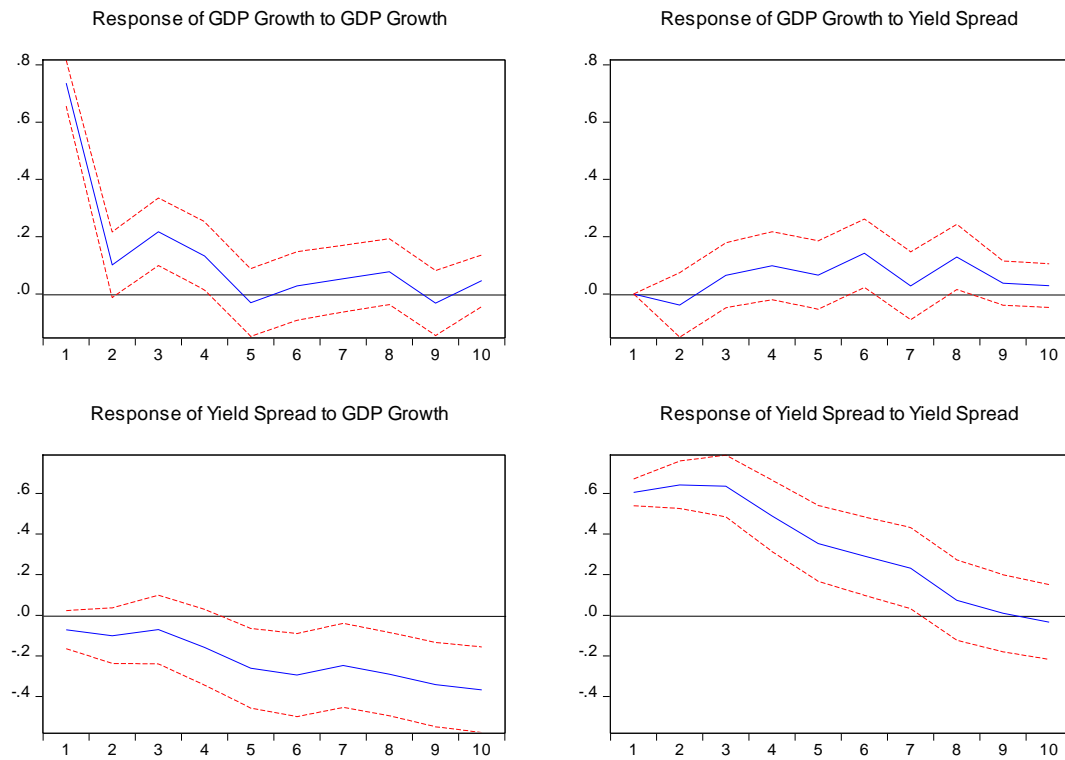 Response of GDP Growth to GDP Growth
.8
.6
.4
.2
.0
1 2 3 4 5 6 7 8 9 10
Response of GDP Growth to Yield Spread
.8
.6
.4
.2
.0
1 2 3 4 5 6 7 8 9 10
Response of Yield Spread to GDP Growth
.6
.4
.2
.0
-.2
-.4
1 2 3 4 5 6 7 8 9 10
Response of Yield Spread to Yield Spread
.6
.4
.2
.0
-.2
-.4
1 2 3 4 5 6 7 8 9 10